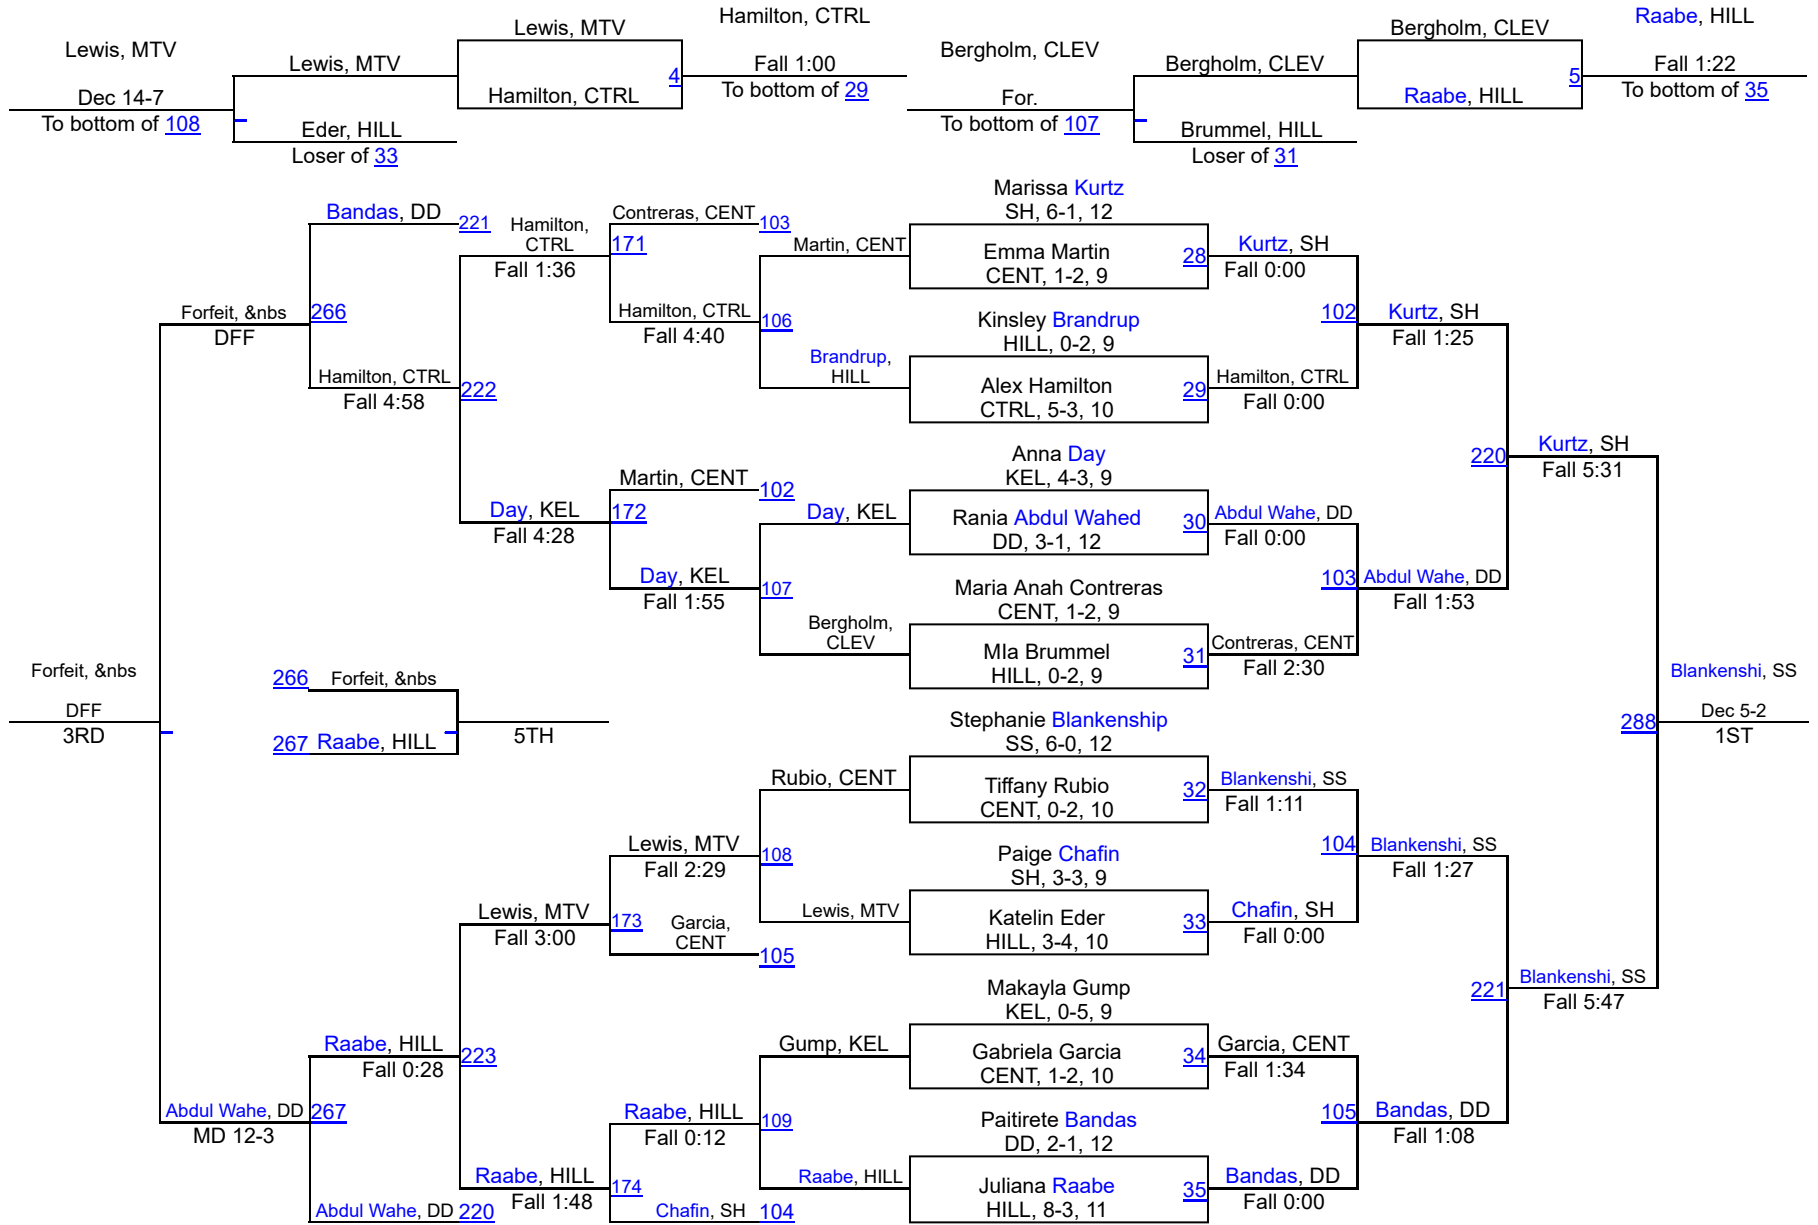 Lewis, MTV
Dec 14-7
To bottom of 108
Lewis, MTV
Eder, HILL
Loser of 33
Lewis, MTV
Hamilton, CTRL
4
Hamilton, CTRL
Fall 1:00
To bottom of 29
Bergholm, CLEV
For.
To bottom of 107
Bergholm, CLEV
Brummel, HILL
Loser of 31
Bergholm, CLEV
Raabe, HILL
5
Raabe, HILL
Fall 1:22
To bottom of 35
Forfeit, &nbs
DFF
3RD
Forfeit, &nbs
DFF
Abdul Wahe, DD
MD 12-3
Bandas, DD
221
266
Hamilton, CTRL
Fall 4:58
266
Forfeit, &nbs
267
Raabe, HILL
5TH
Raabe, HILL
Fall 0:28
267
Abdul Wahe, DD
220
Hamilton,
CTRL
Fall 1:36
222
Day, KEL
Fall 4:28
Lewis, MTV
Fall 3:00
223
Raabe, HILL
Fall 1:48
Contreras, CENT
103
171
Hamilton, CTRL
Fall 4:40
Martin, CENT
102
172
Day, KEL
Fall 1:55
Lewis, MTV
Fall 2:29
173
Garcia,
CENT
105
Raabe, HILL
Fall 0:12
174
Chafin, SH
104
Martin, CENT
106
Brandrup,
HILL
Day, KEL
107
Bergholm,
CLEV
Rubio, CENT
108
Lewis, MTV
Gump, KEL
109
Raabe, HILL
Marissa Kurtz
SH, 6-1, 12
Emma Martin
CENT, 1-2, 9
28
Kinsley Brandrup
HILL, 0-2, 9
Alex Hamilton
CTRL, 5-3, 10
29
Anna Day
KEL, 4-3, 9
Rania Abdul Wahed
DD, 3-1, 12
30
Maria Anah Contreras
CENT, 1-2, 9
MIa Brummel
HILL, 0-2, 9
31
Stephanie Blankenship
SS, 6-0, 12
Tiffany Rubio
CENT, 0-2, 10
32
Paige Chafin
SH, 3-3, 9
Katelin Eder
HILL, 3-4, 10
33
Makayla Gump
KEL, 0-5, 9
Gabriela Garcia
CENT, 1-2, 10
34
Paitirete Bandas
DD, 2-1, 12
Juliana Raabe
HILL, 8-3, 11
35
Kurtz, SH
Fall 0:00
102
Hamilton, CTRL
Fall 0:00
Abdul Wahe, DD
Fall 0:00
103
Contreras, CENT
Fall 2:30
Blankenshi, SS
Fall 1:11
104
Chafin, SH
Fall 0:00
Garcia, CENT
Fall 1:34
105
Bandas, DD
Fall 0:00
Kurtz, SH
Fall 1:25
220
Abdul Wahe, DD
Fall 1:53
Blankenshi, SS
Fall 1:27
221
Bandas, DD
Fall 1:08
Kurtz, SH
Fall 5:31
288
Blankenshi, SS
Fall 5:47
Blankenshi, SS
Dec 5-2
1ST